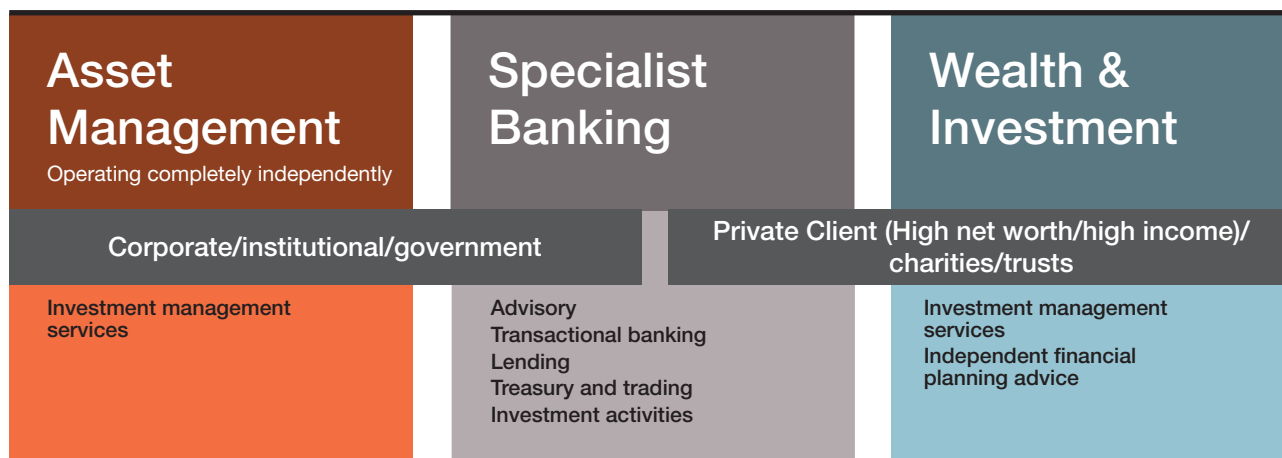 Asset
Management
Operating completely independently
Specialist
Banking
Wealth &
Investment
Corporate/institutional/government
Private Client (High net worth/high income)/
charities/trusts
Investment management
services
Advisory
Transactional banking
Lending
Treasury and trading
Investment activities
Investment management
services
Independent financial
planning advice